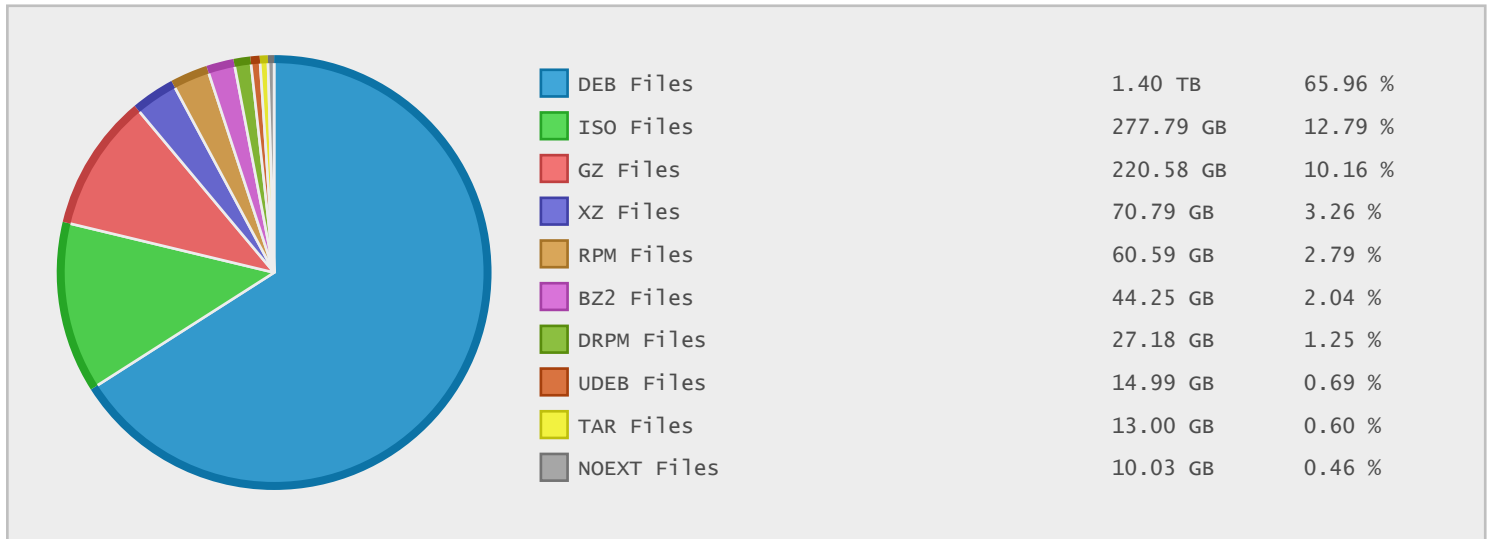 DEB Files 1.40 TB 65.96 %
ISO Files 277.79 GB 12.79 %
GZ Files 220.58 GB 10.16 %
XZ Files 70.79 GB 3.26 %
RPM Files 60.59 GB 2.79 %
BZ2 Files 44.25 GB 2.04 %
DRPM Files 27.18 GB 1.25 %
UDEB Files 14.99 GB 0.69 %
TAR Files 13.00 GB 0.60 %
NOEXT Files 10.03 GB 0.46 %